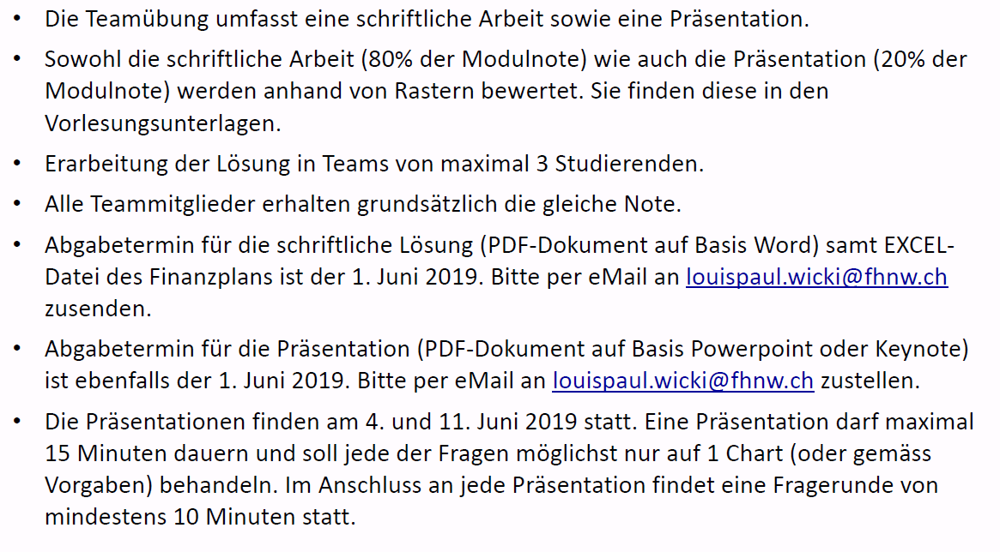 • Die Teamübung umfasst eine schriftliche Arbeit sowie eine Präsentation.
• Sowohl die schriftliche Arbeit (80% der Modulnote) wie auch die Präsentation (20% der
Modulnote) werden anhand von Rastern bewertet. Sie finden diese in den
Vorlesungsunterlagen.
• Erarbeitung der Lösung in Teams von maximal 3 Studierenden.
• Alle Teammitglieder erhalten grundsätzlich die gleiche Note.
• Abgabetermin für die schriftliche Lösung (PDF-Dokument auf Basis Word) samt EXCEL-
Datei des Finanzplans ist der 1. Juni 2019. Bitte per eMail an louispaul.wicki@fhnw.ch
zusenden.
• Abgabetermin für die Präsentation (PDF-Dokument auf Basis Powerpoint oder Keynote)
ist ebenfalls der 1. Juni 2019. Bitte per eMail an louispaul.wicki@fhnw.ch zustellen.
• Die Präsentationen finden am 4. und 11. Juni 2019 statt. Eine Präsentation darf maximal
15 Minuten dauern und soll jede der Fragen möglichst nur auf 1 Chart (oder gemäss
Vorgaben) behandeln. Im Anschluss an jede Präsentation findet eine Fragerunde von
mindestens 10 Minuten statt.